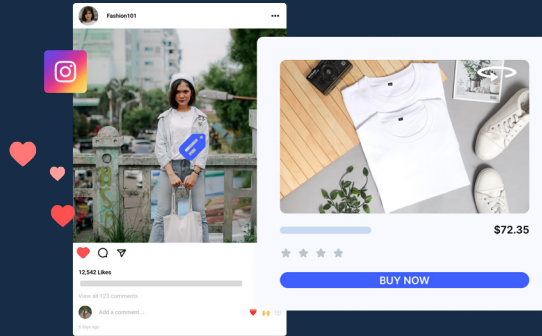 Fashion101
12,542 Likes
View all 123 comments
Add a comment...
$72.35
BUY NOW